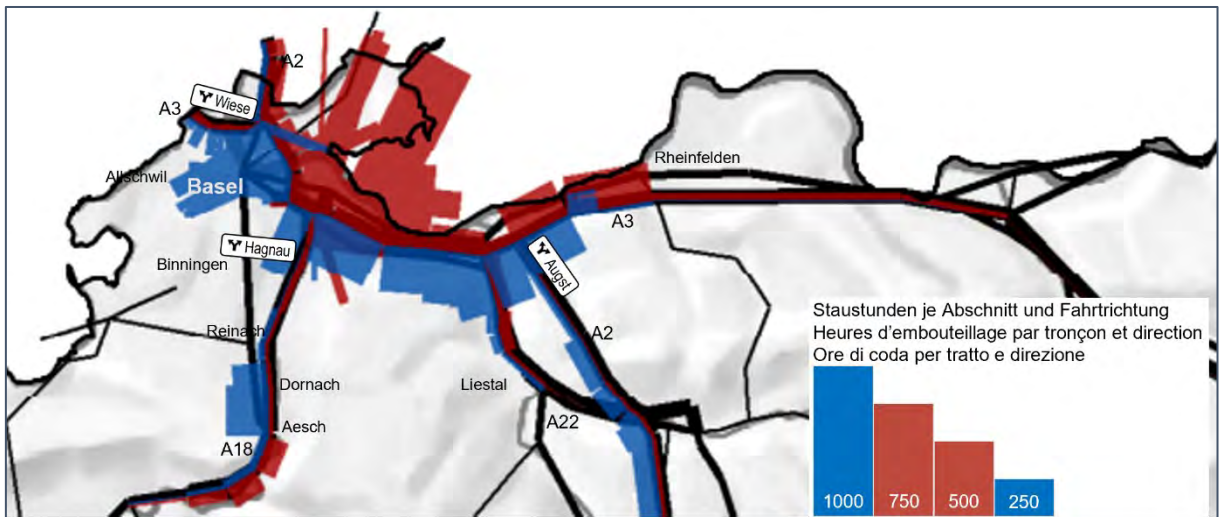 A2
Wiese
A3
Allschwil
Basel
Rheinfelden
A3
Hagnau
Augst
Binningen
Reinach
A2
Dornach
Liestal
Aesch
A22
A18
Staustunden je Abschnitt und Fahrtrichtung
Heures d’embouteillage par tronçon et direction
Ore di coda per tratto e direzione
1000 750 500 250